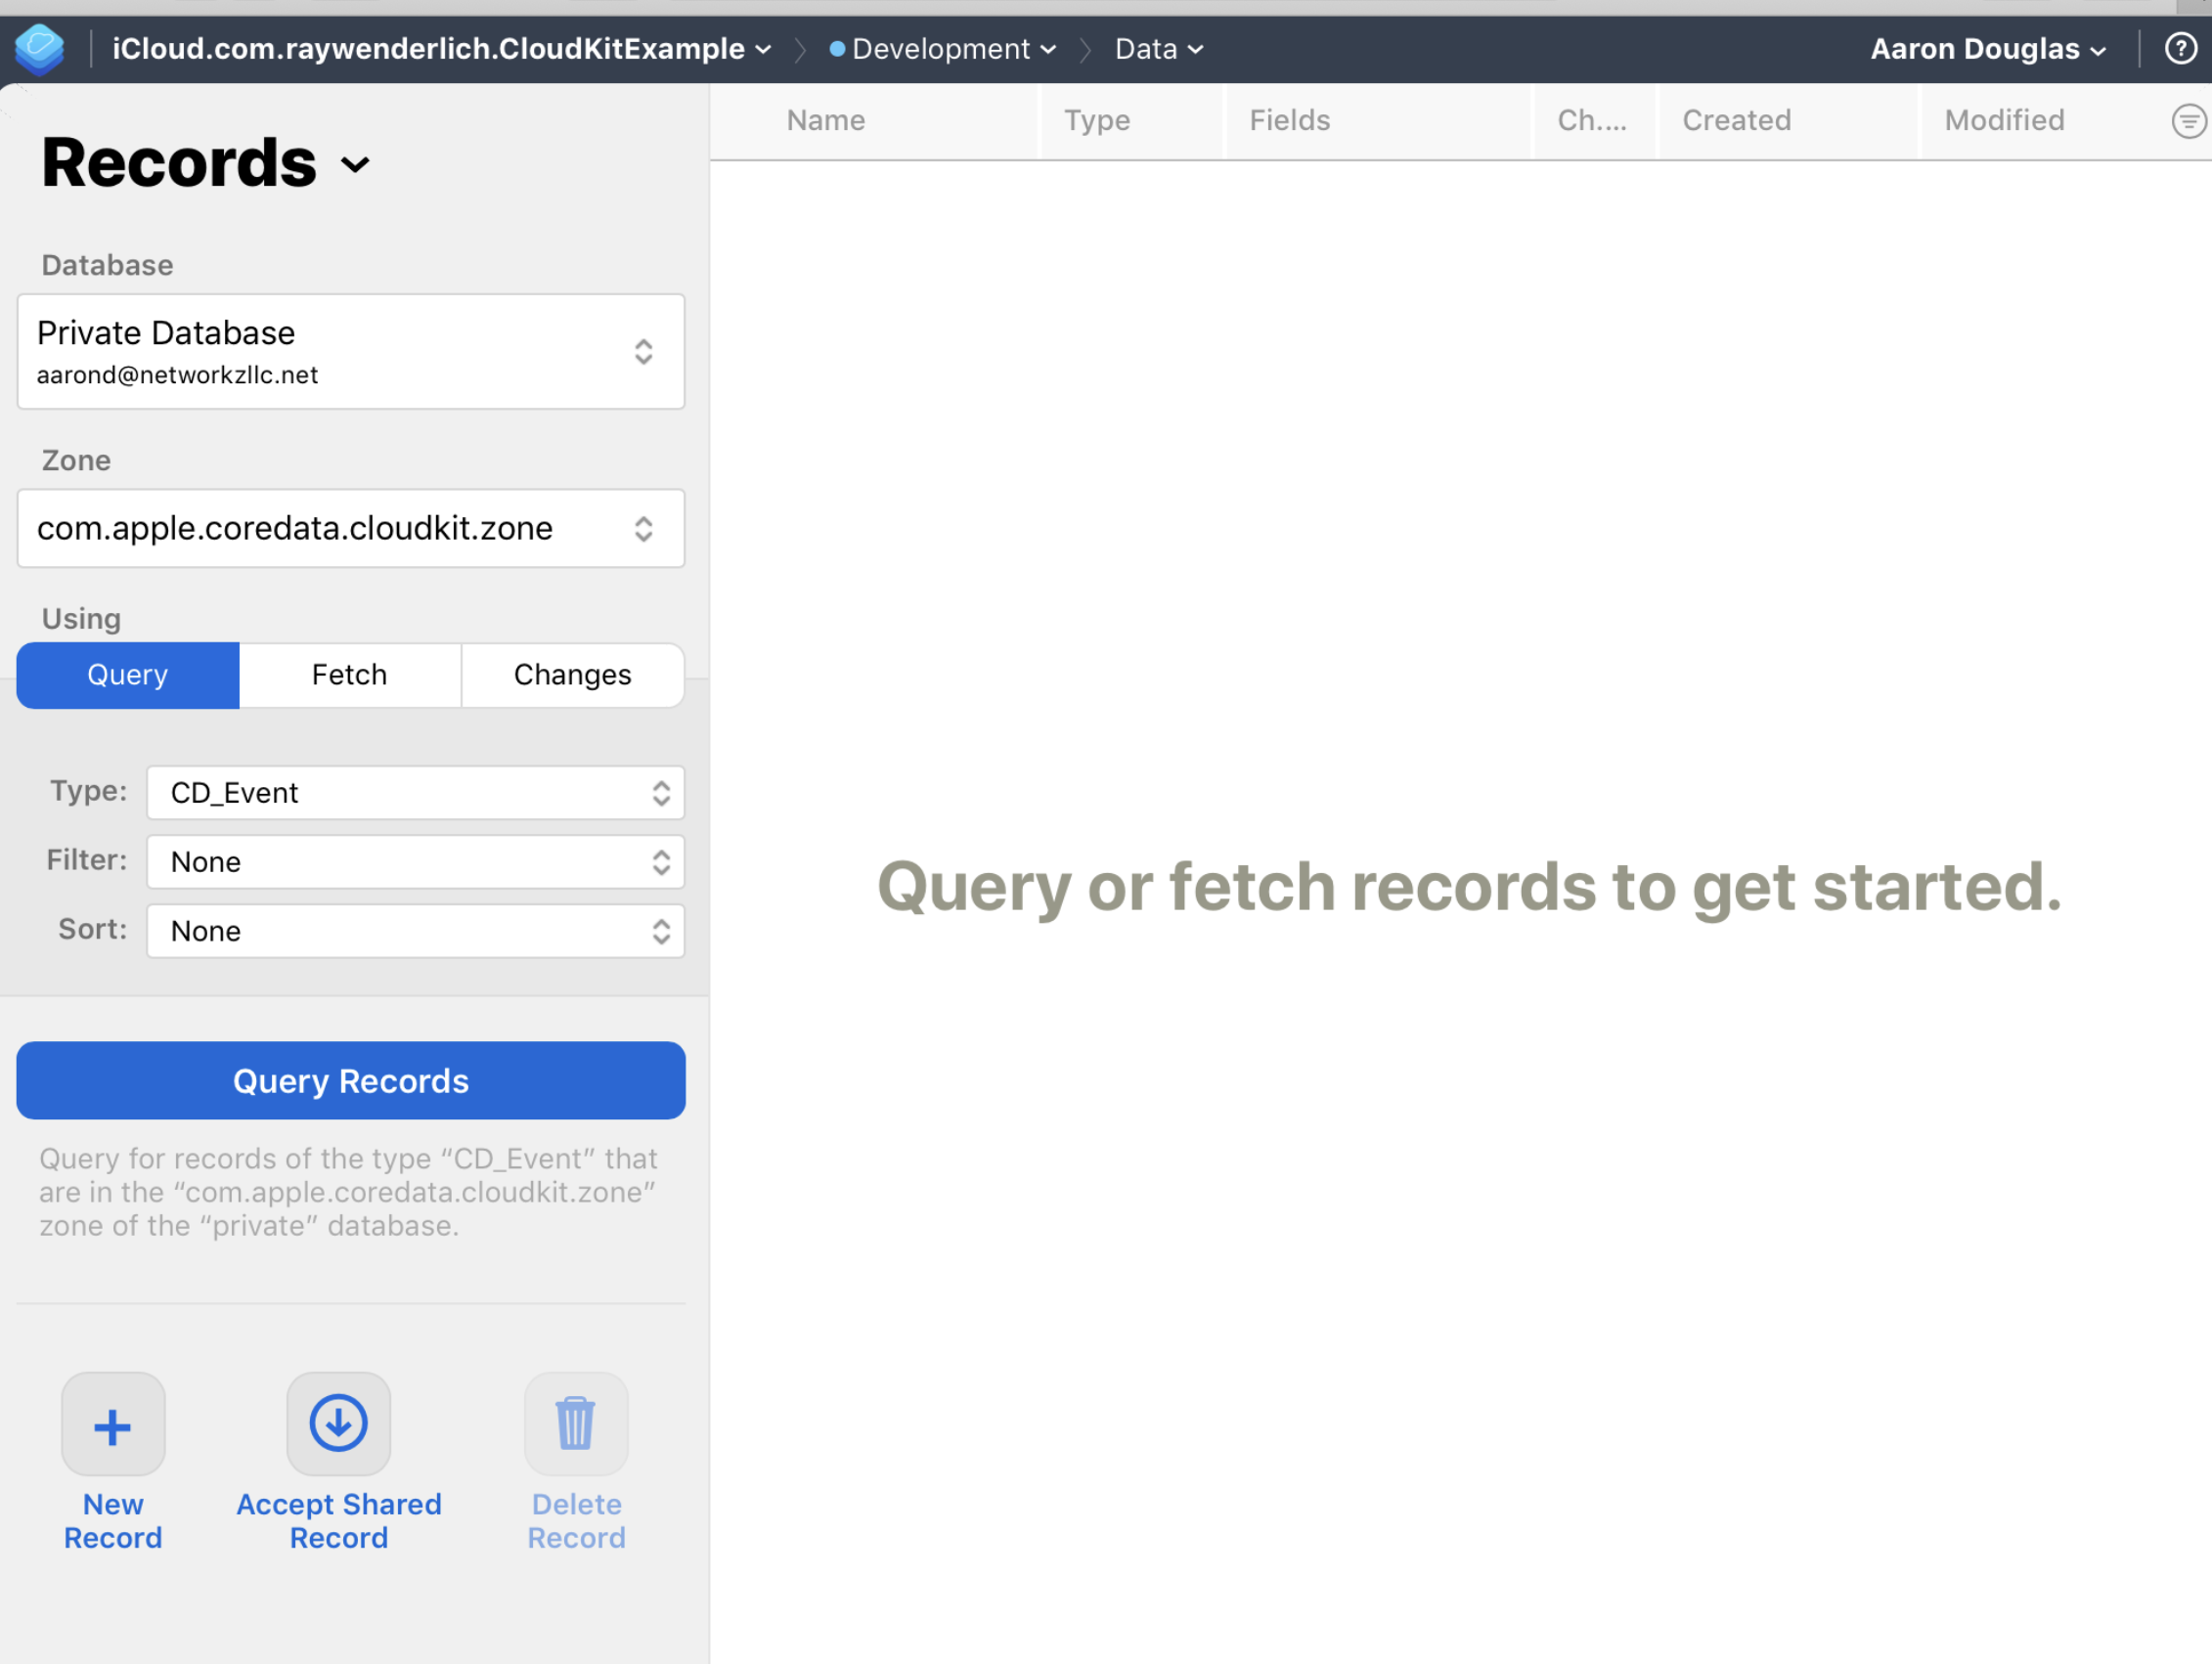 iCloud.com.raywenderlich.CloudKitExample Development Data Aaron Douglas ?
Records
Database
Private Database
aarond@networkzllc.net
Zone
com.apple.coredata.cloudkit.zone
Using
Query Fetch Changes
Type: CD_Event
Filter: None
Sort: None
Query Records
Query for records of the type “CD_Event” that
are in the “com.apple.coredata.cloudkit.zone”
zone of the “private” database.
New
Record
Accept Shared
Record
Delete
Record
Name Type Fields Ch.... Created Modified
Query or fetch records to get started.